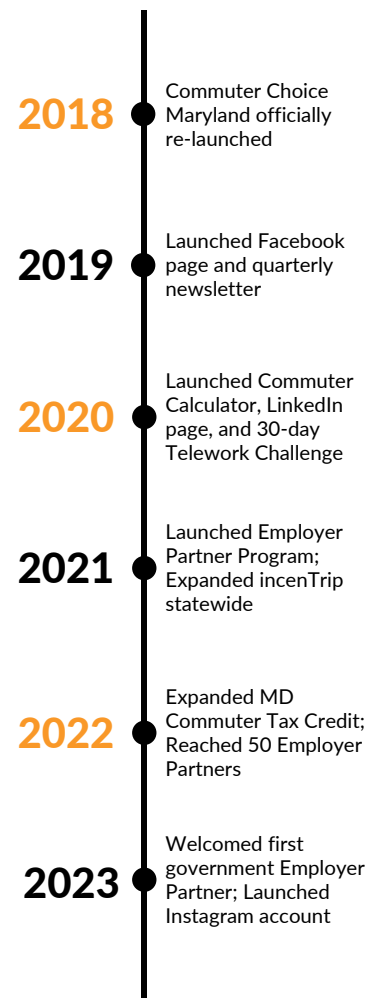 2018
Commuter Choice
Maryland officially
re-launched
2019
Launched Facebook
page and quarterly
newsletter
2020
Launched Commuter
Calculator, LinkedIn
page, and 30-day
Telework Challenge
2021
Launched Employer
Partner Program;
Expanded incenTrip
statewide
2022
Expanded MD
Commuter Tax Credit;
Reached 50 Employer
Partners
2023
Welcomed first
government Employer
Partner; Launched
Instagram account